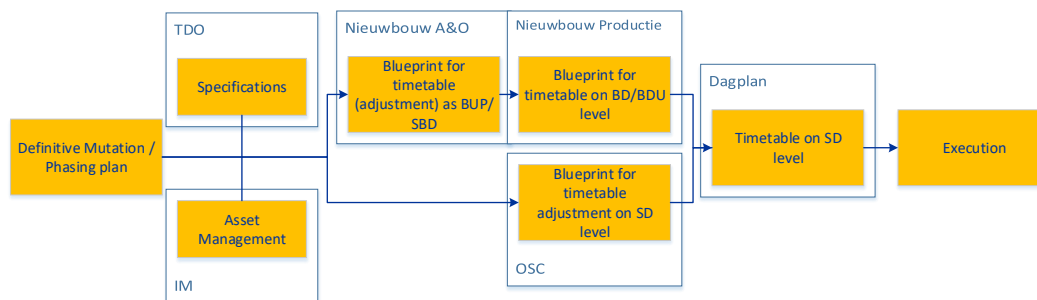 TDO
Specifications
Definitive Mutation /
Phasing plan
Asset
Management
IM
Nieuwbouw A&O
Blueprint for
timetable
(adjustment) as BUP/
SBD
Nieuwbouw Productie
Blueprint for
timetable on BD/BDU
level
Blueprint for
timetable
adjustment on SD
level
OSC
Dagplan
Timetable on SD
level
Execution